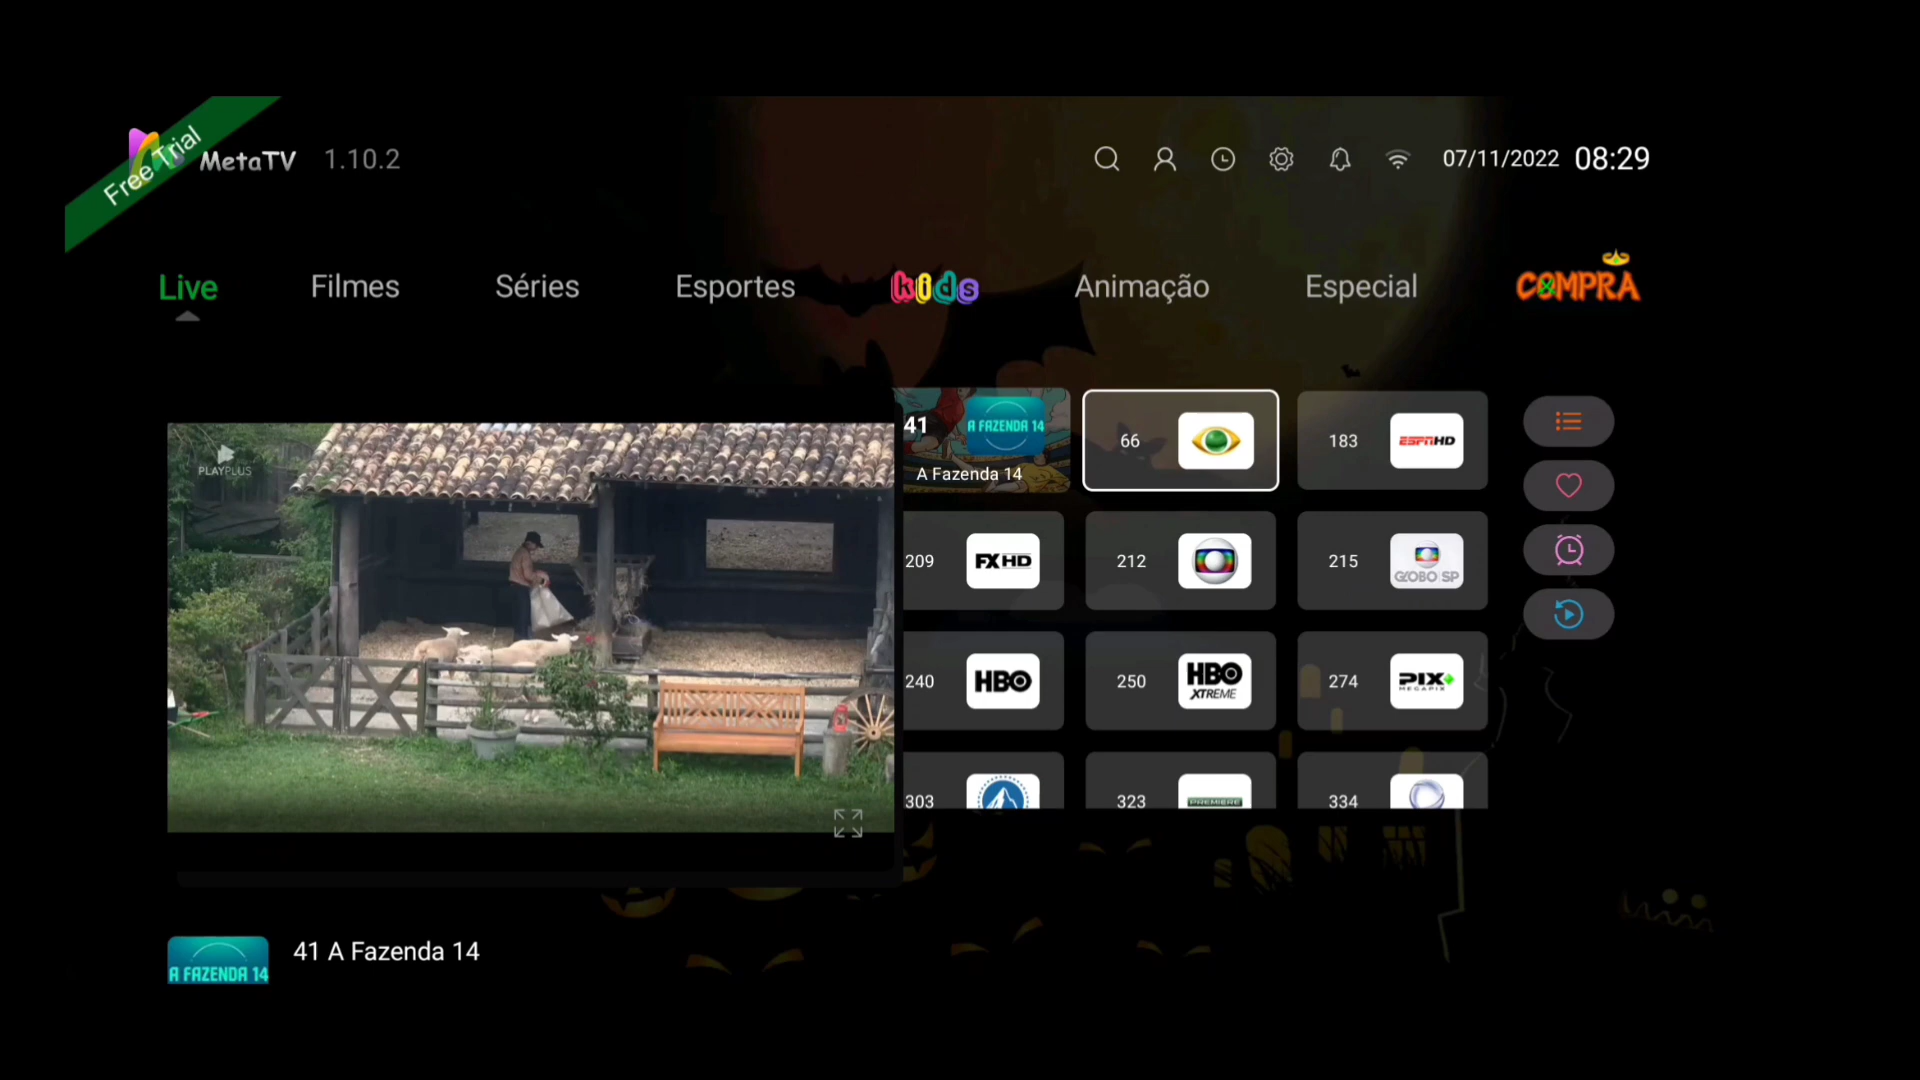 Free Trial
MetaTV 1.10.2
07/11/2022 08:29
Live Filmes Séries Esportes kids Animação Especial COMPRA
PLAYPLUS
41 A FAZENDA 14
A Fazenda 14
66
183 ESPN HD
209 FX HD
212
215 GLOBO SP
240 HBO
250 HBO XTREME
274 PIX+ MEGAPIX
303
323 PREMIERE
334
A FAZENDA 14
41 A Fazenda 14